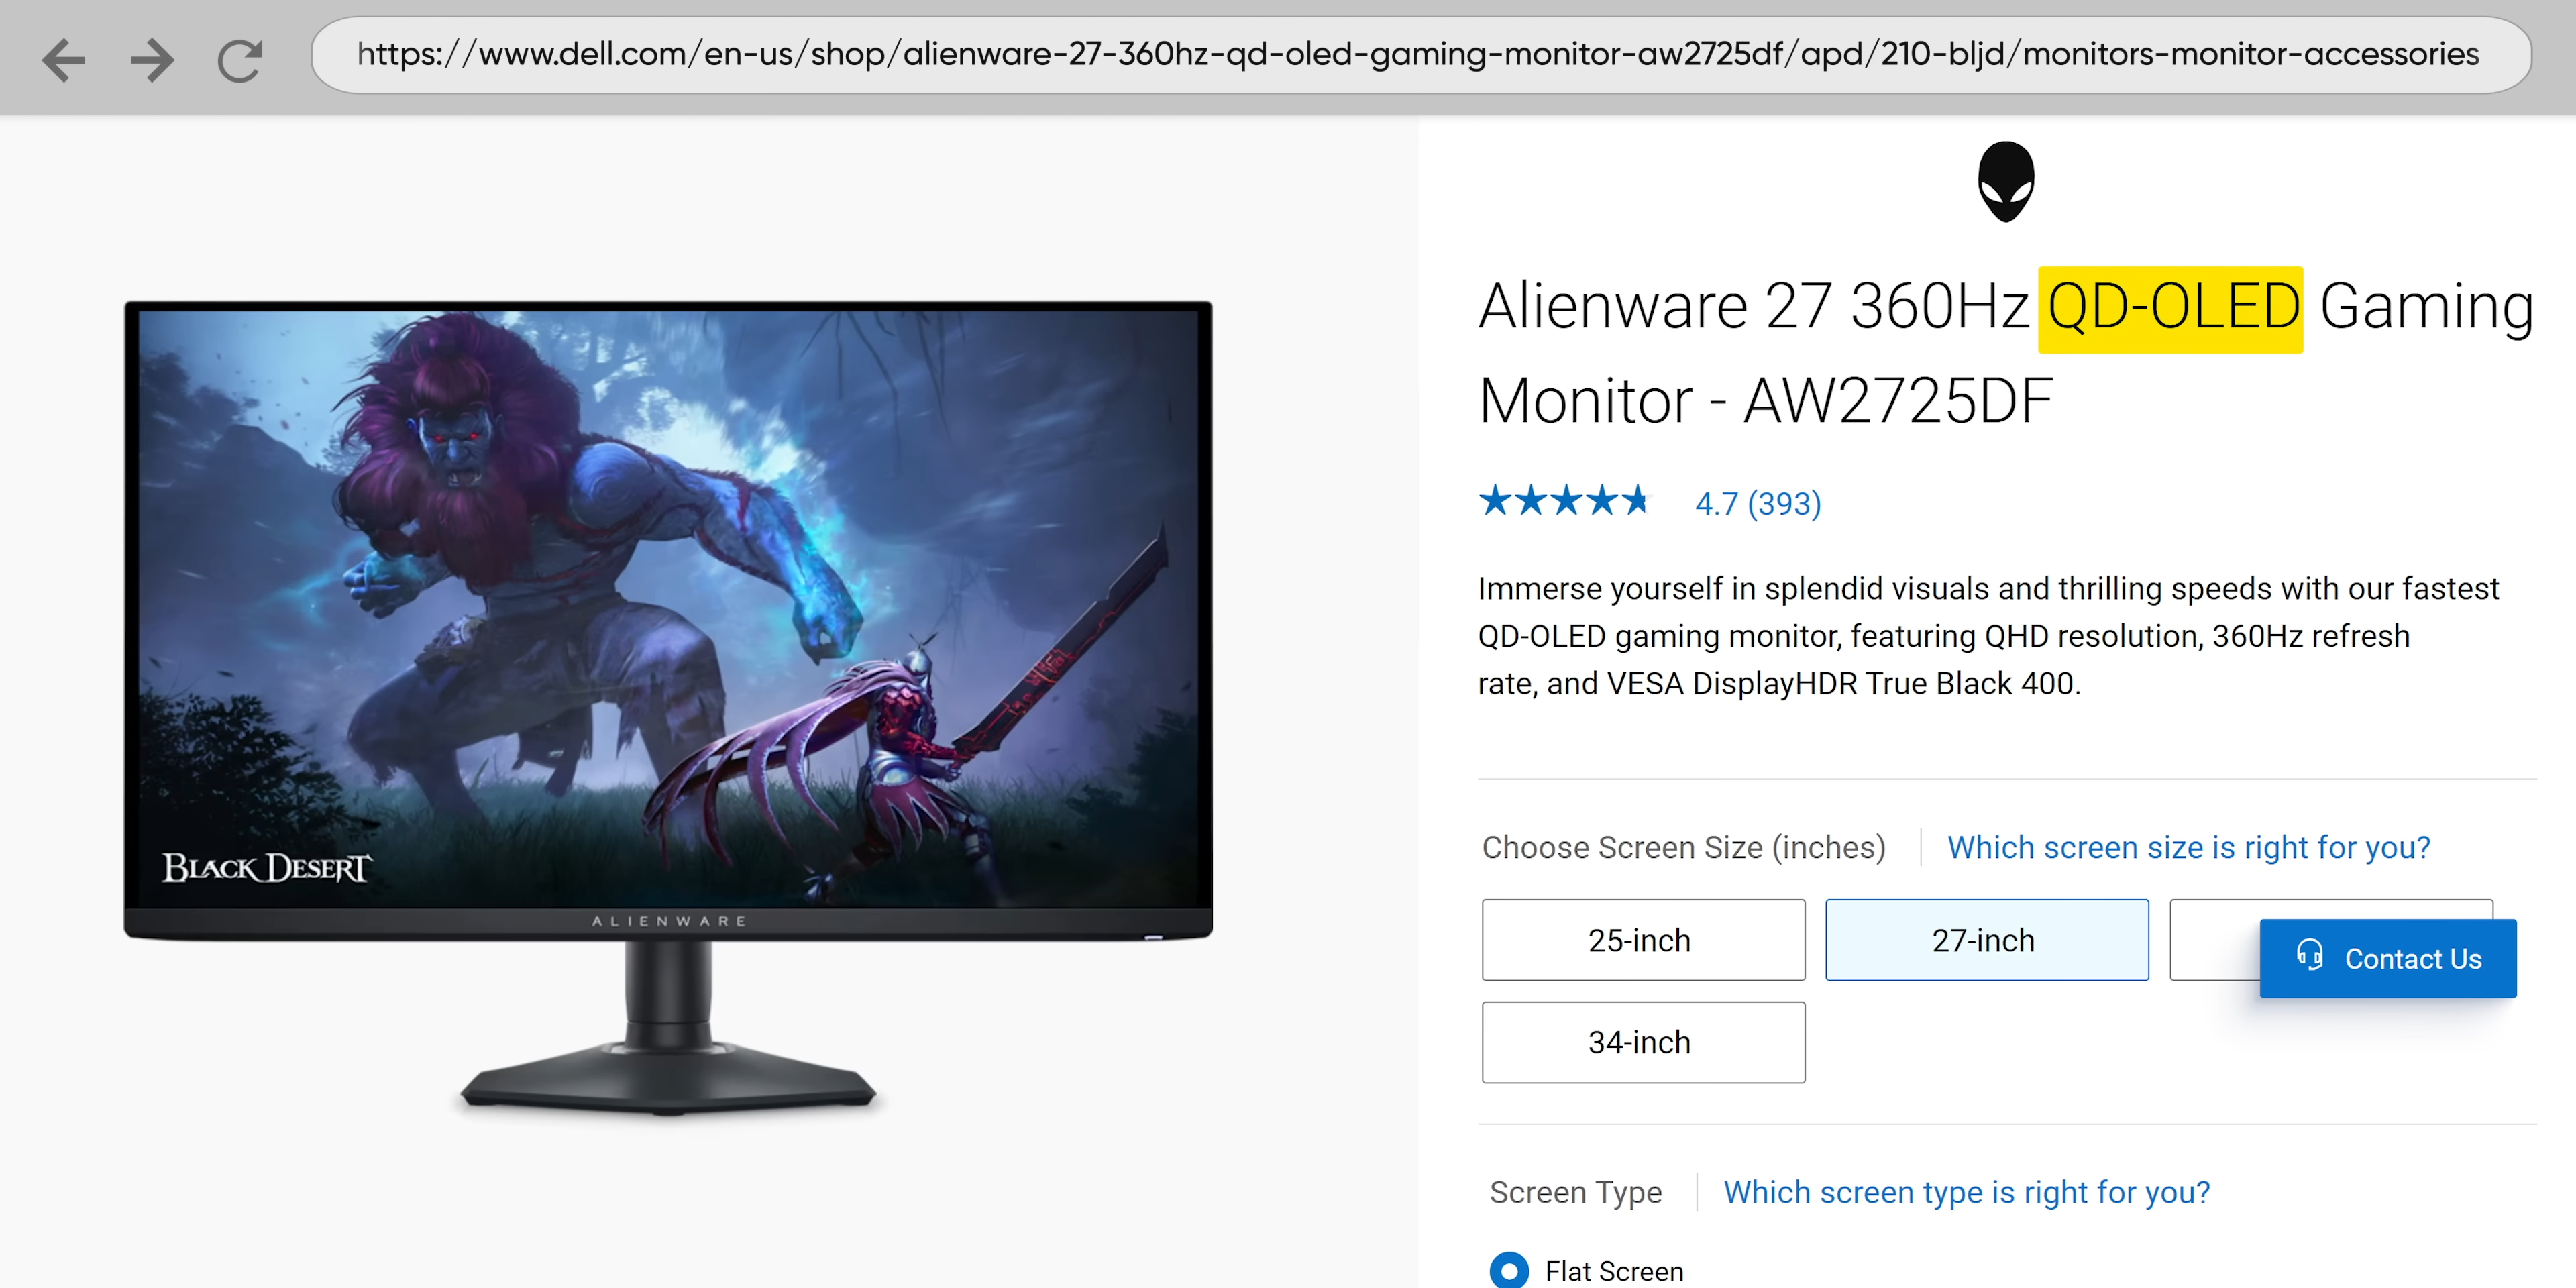 https://www.dell.com/en-us/shop/alienware-27-360hz-qd-oled-gaming-monitor-aw2725df/apd/210-bljd/monitors-monitor-accessories
Alienware 27 360Hz QD-OLED Gaming
Monitor - AW2725DF
4.7 (393)
Immerse yourself in splendid visuals and thrilling speeds with our fastest
QD-OLED gaming monitor, featuring QHD resolution, 360Hz refresh
rate, and VESA DisplayHDR True Black 400.
Choose Screen Size (inches)
Which screen size is right for you?
25-inch
27-inch
Contact Us
34-inch
Screen Type
Which screen type is right for you?
Flat Screen
BLACK DESERT
ALIENWARE